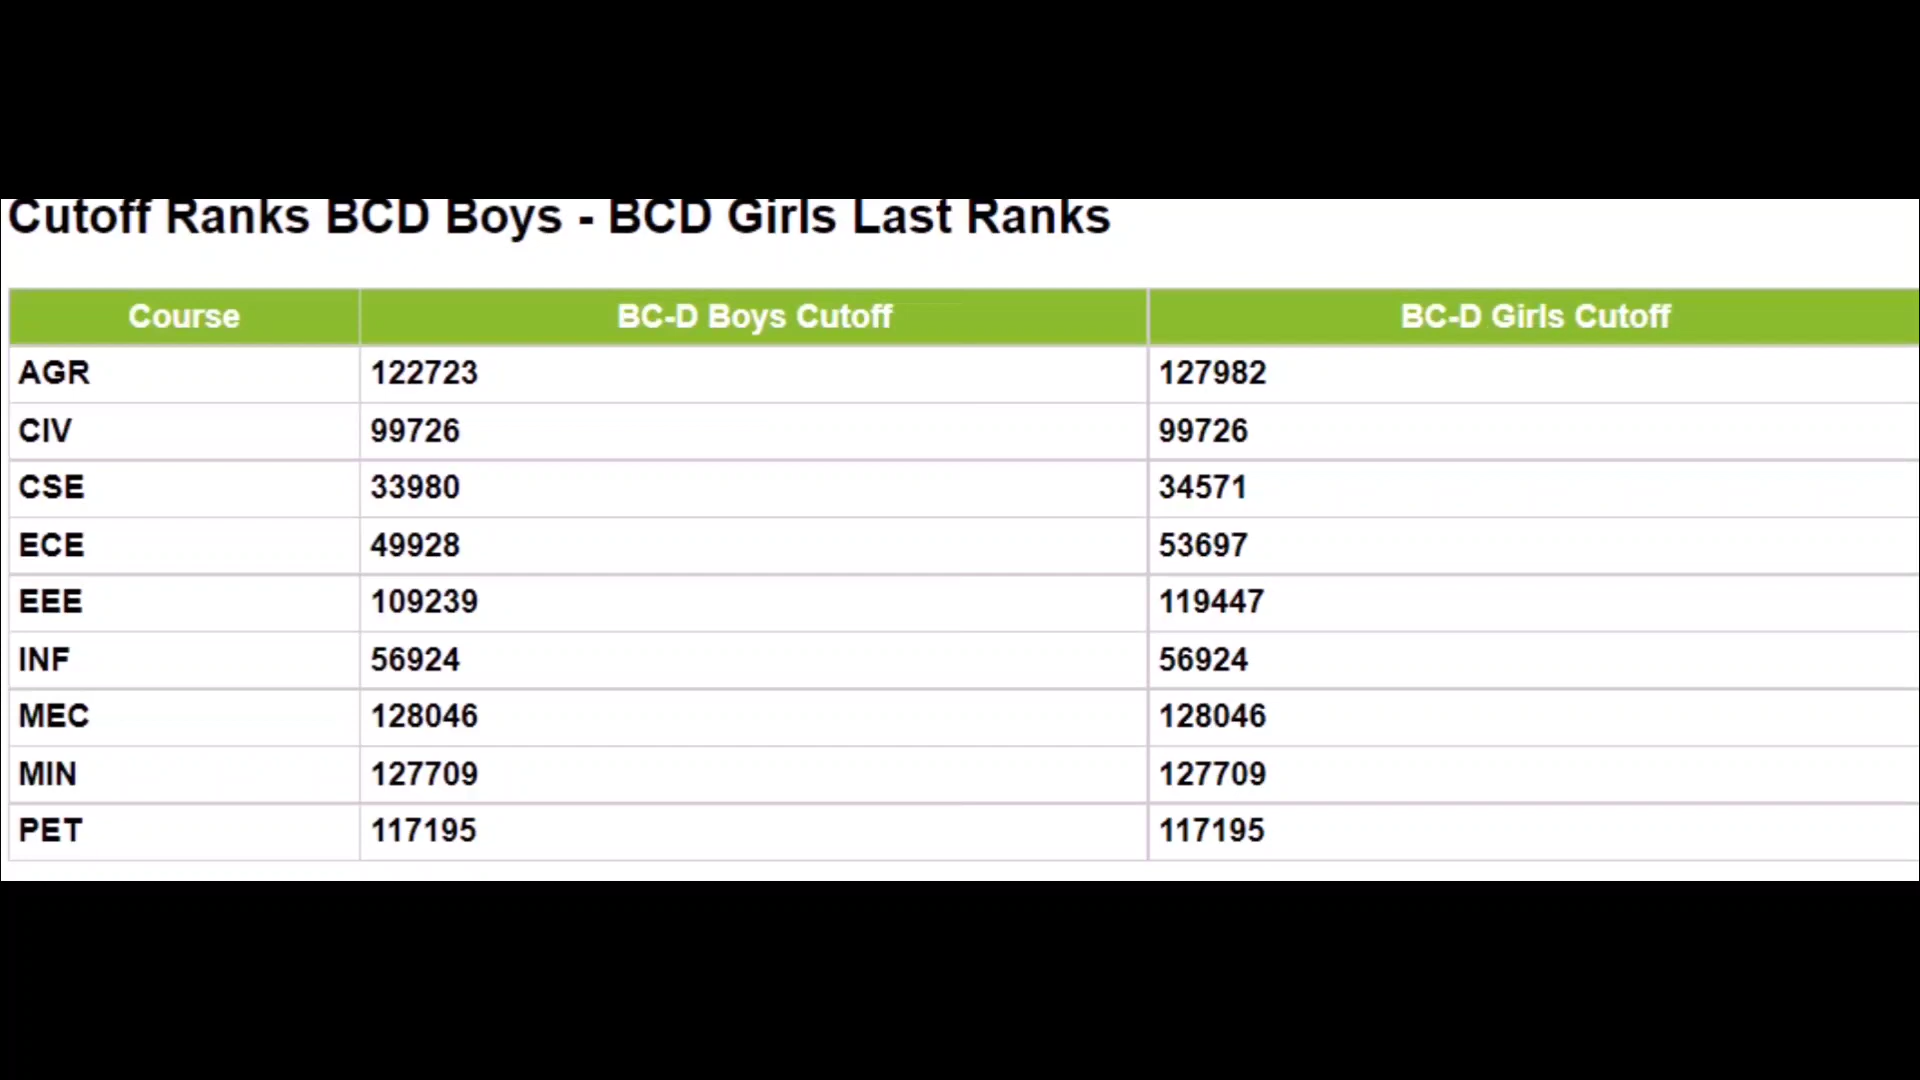 Cutoff Ranks BCD Boys - BCD Girls Last Ranks
Course BC-D Boys Cutoff BC-D Girls Cutoff
AGR 122723 127982
CIV 99726 99726
CSE 33980 34571
ECE 49928 53697
EEE 109239 119447
INF 56924 56924
MEC 128046 128046
MIN 127709 127709
PET 117195 117195